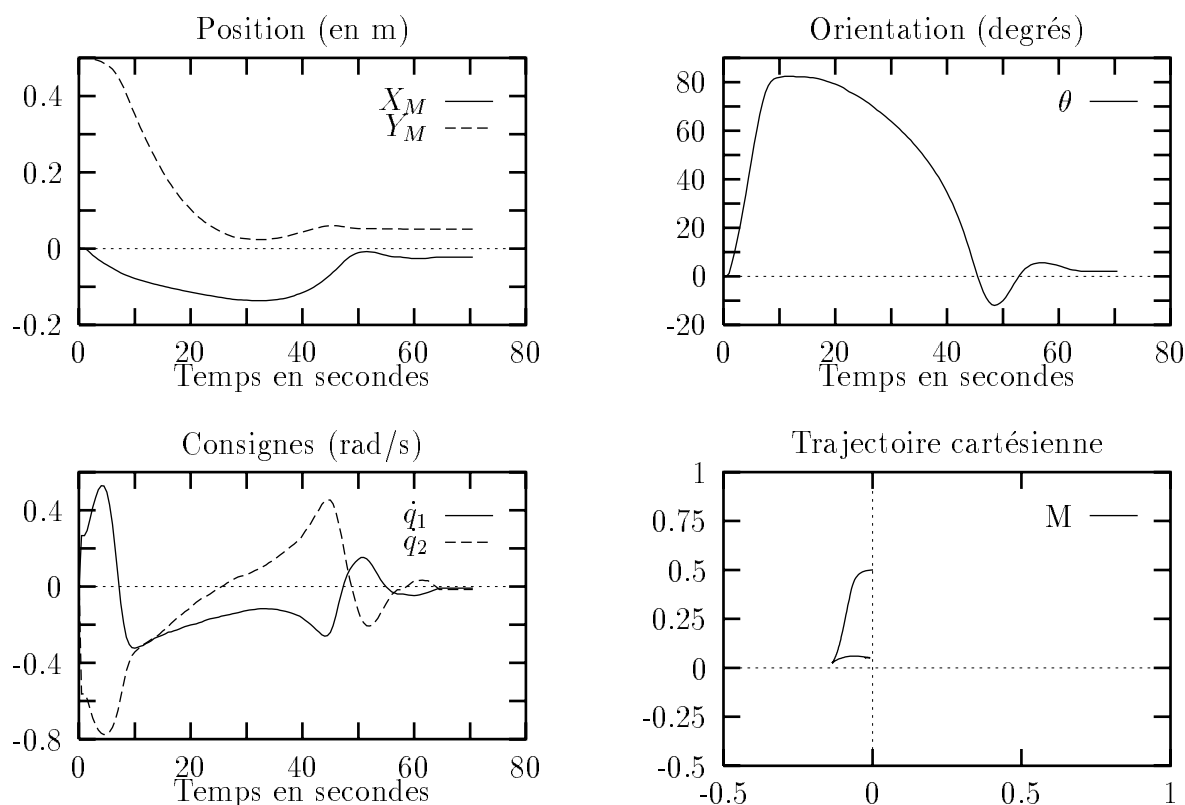 Position (en m)
0.4
0.2
0
-0.2
X_M
Y_M
0 20 40 60 80
Temps en secondes
Orientation (degrés)
80
60
40
20
0
-20
θ
0 20 40 60 80
Temps en secondes
Consignes (rad/s)
0.4
0
-0.4
-0.8
q̇_1
q̇_2
0 20 40 60 80
Temps en secondes
Trajectoire cartésienne
1
0.75
0.5
0.25
0
-0.25
-0.5
M
-0.5 0 0.5 1